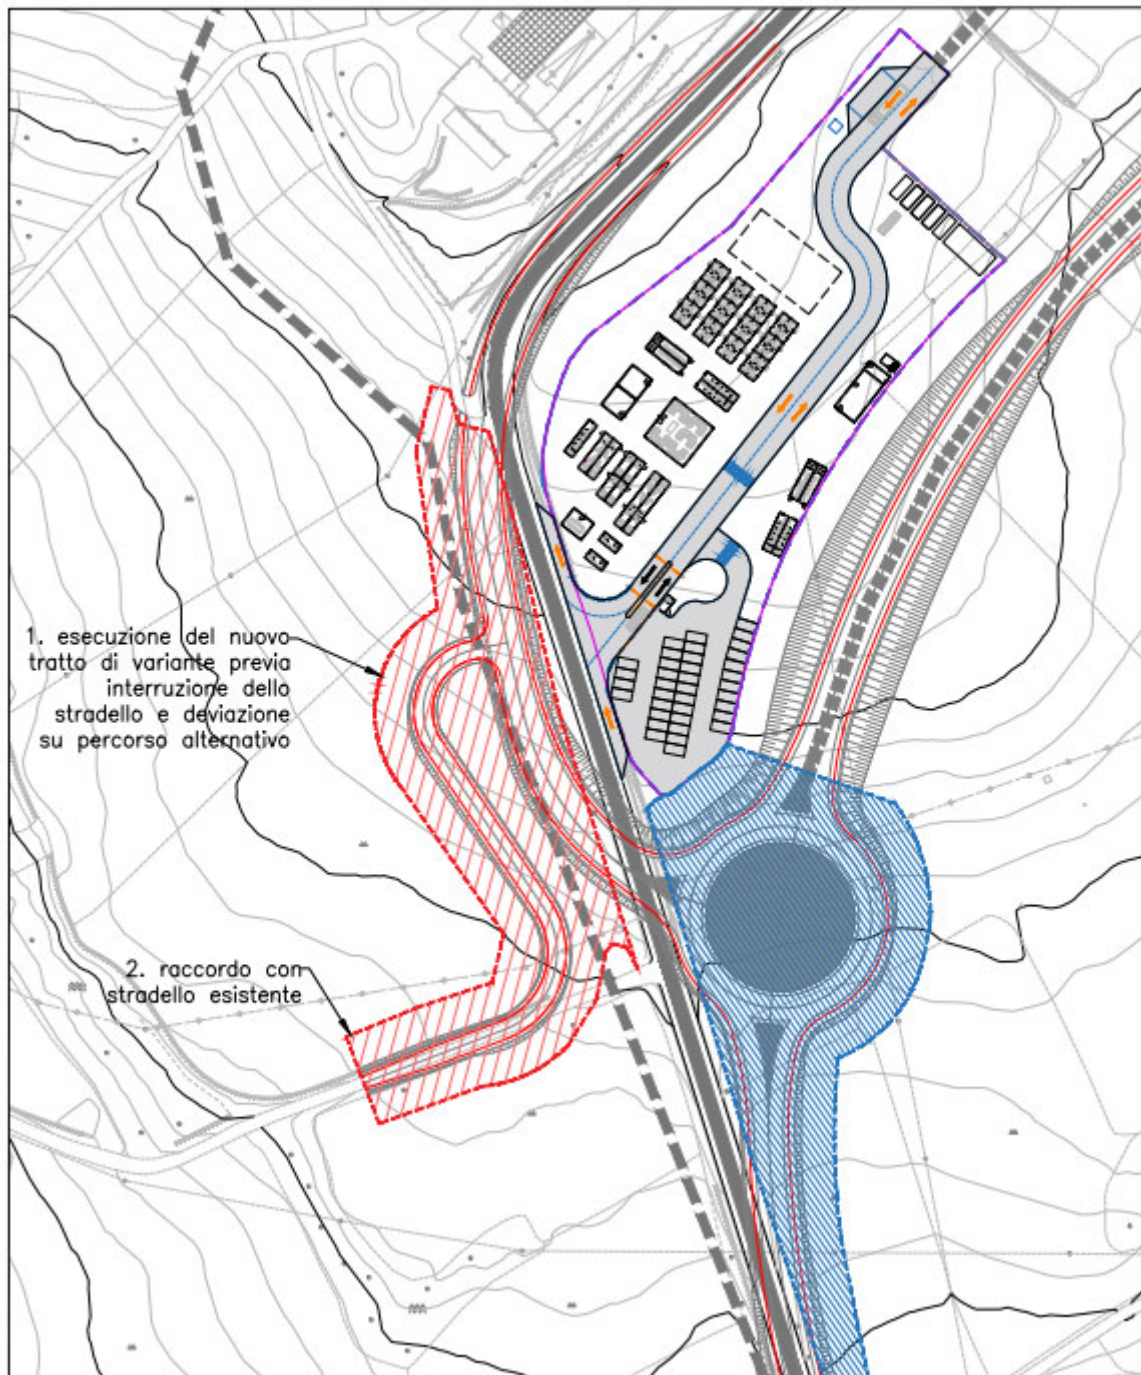 1. esecuzione del nuovo
tratto di variante previa
interruzione dello
stradello e deviazione
su percorso alternativo
2. raccordo con
stradello esistente